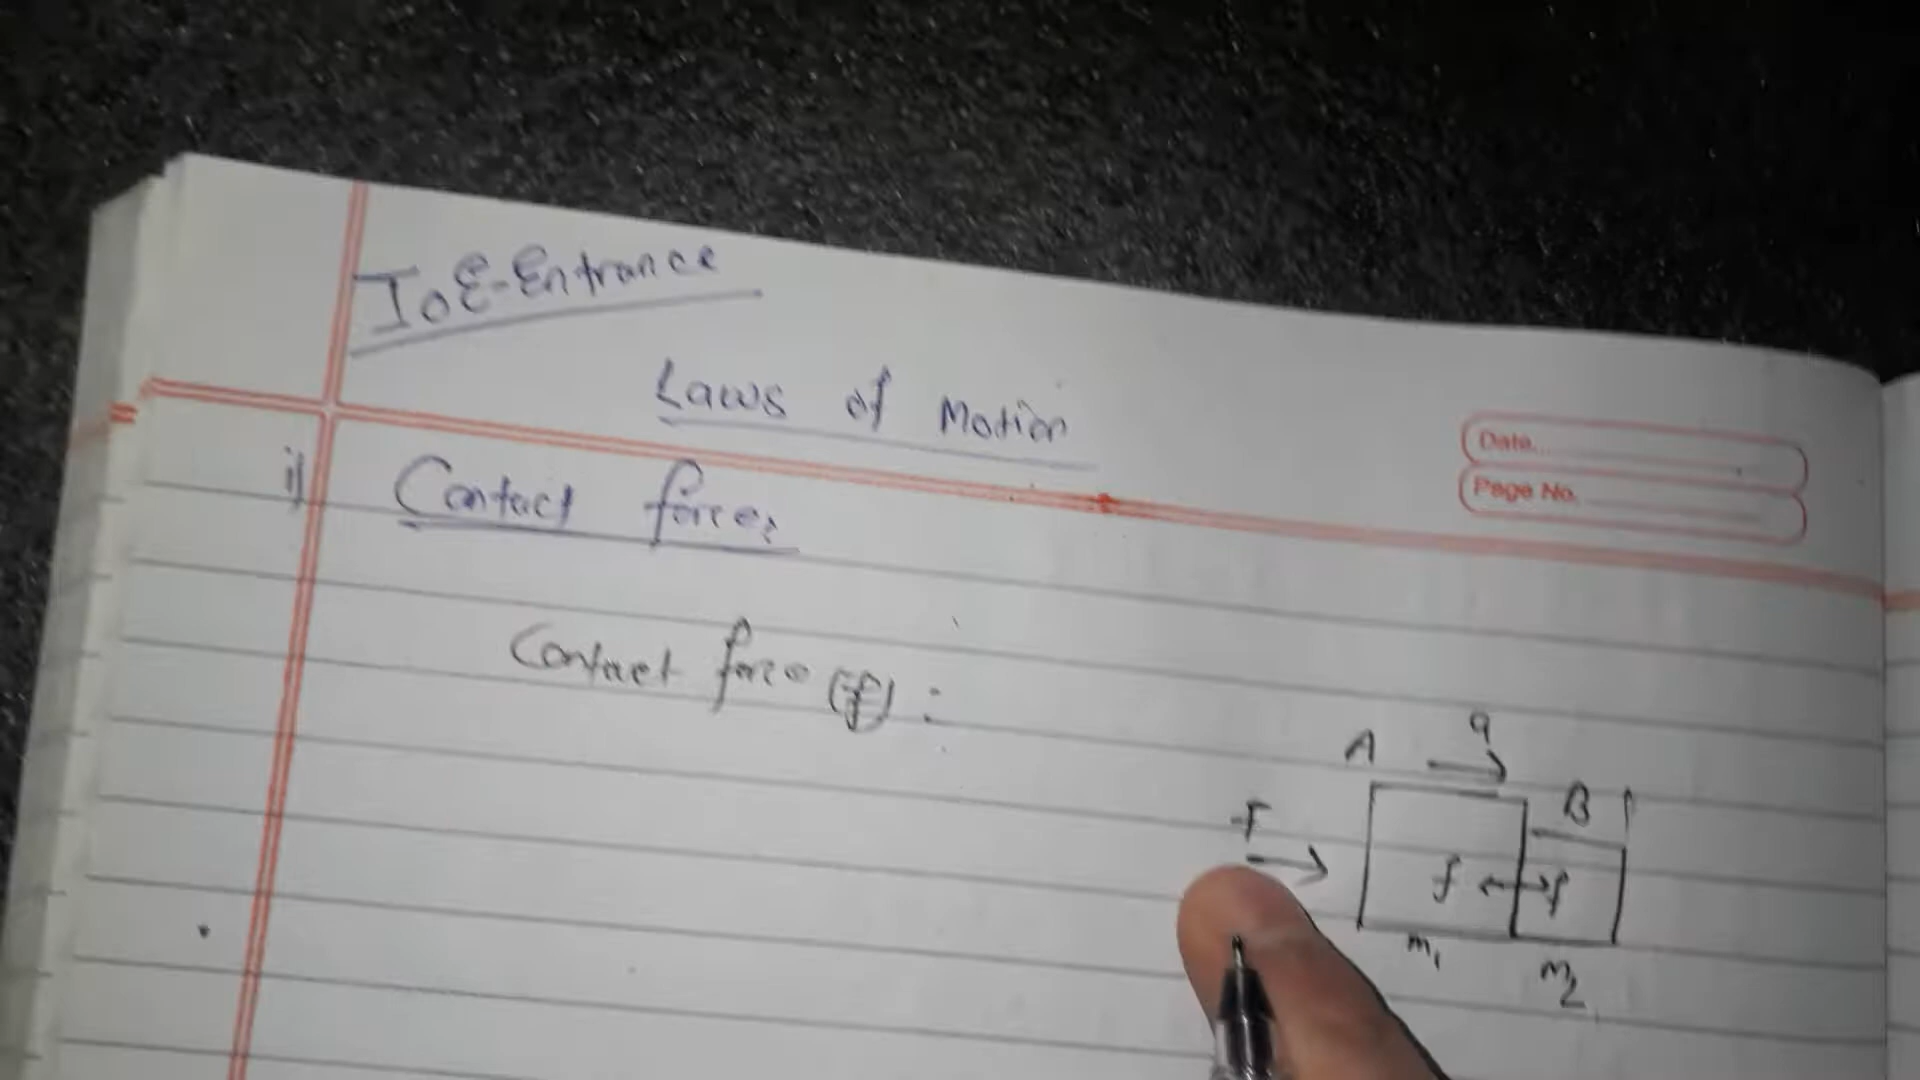 IOE-Entrance
Laws of Motion
Date.
Page No.
i) Contact force:
Contact force (f) :
A a
F B
f f
m₁ m₂